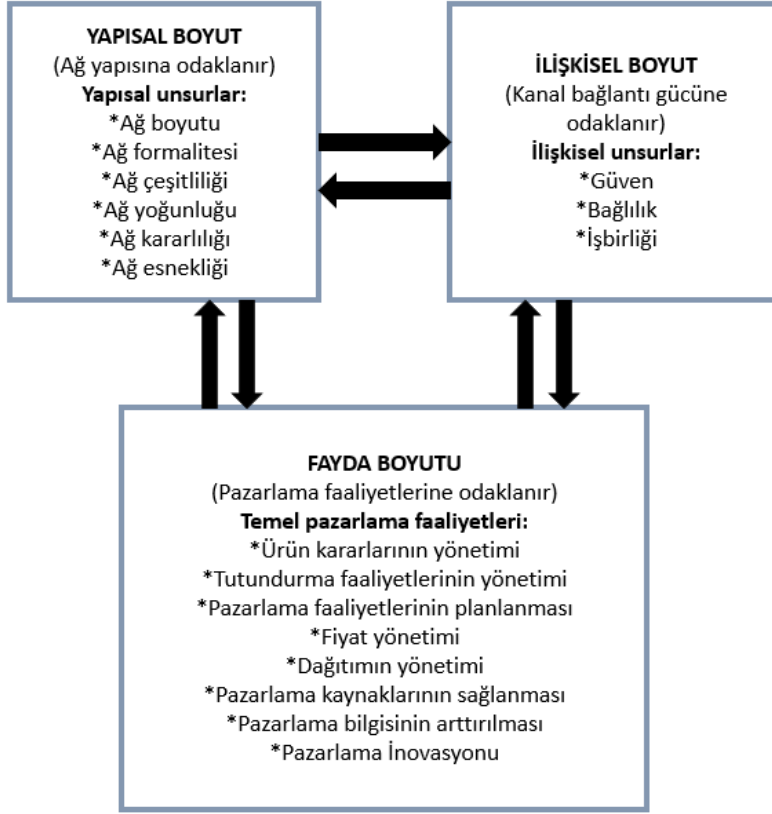 YAPISAL BOYUT
(Ağ yapısına odaklanır)
Yapısal unsurlar:
*Ağ boyutu
*Ağ formalitesi
*Ağ çeşitliliği
*Ağ yoğunluğu
*Ağ kararlılığı
*Ağ esnekliği
İLİŞKİSEL BOYUT
(Kanal bağlantı gücüne
odaklanır)
İlişkisel unsurlar:
*Güven
*Bağlılık
*İşbirliği
FAYDA BOYUTU
(Pazarlama faaliyetlerine odaklanır)
Temel pazarlama faaliyetleri:
*Ürün kararlarının yönetimi
*Tutundurma faaliyetlerinin yönetimi
*Pazarlama faaliyetlerinin planlanması
*Fiyat yönetimi
*Dağıtımın yönetimi
*Pazarlama kaynaklarının sağlanması
*Pazarlama bilgisinin arttırılması
*Pazarlama İnovasyonu